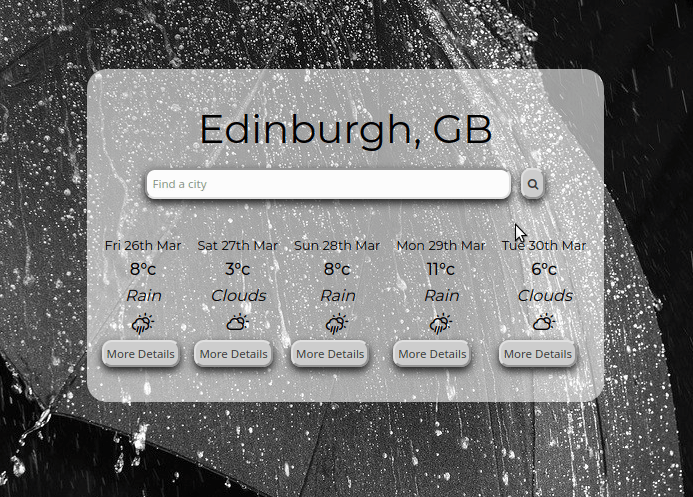 Edinburgh, GB
Find a city
Fri 26th Mar Sat 27th Mar Sun 28th Mar Mon 29th Mar Tue 30th Mar
8°c 3°c 8°c 11°c 6°c
Rain Clouds Rain Rain Clouds
More Details More Details More Details More Details More Details